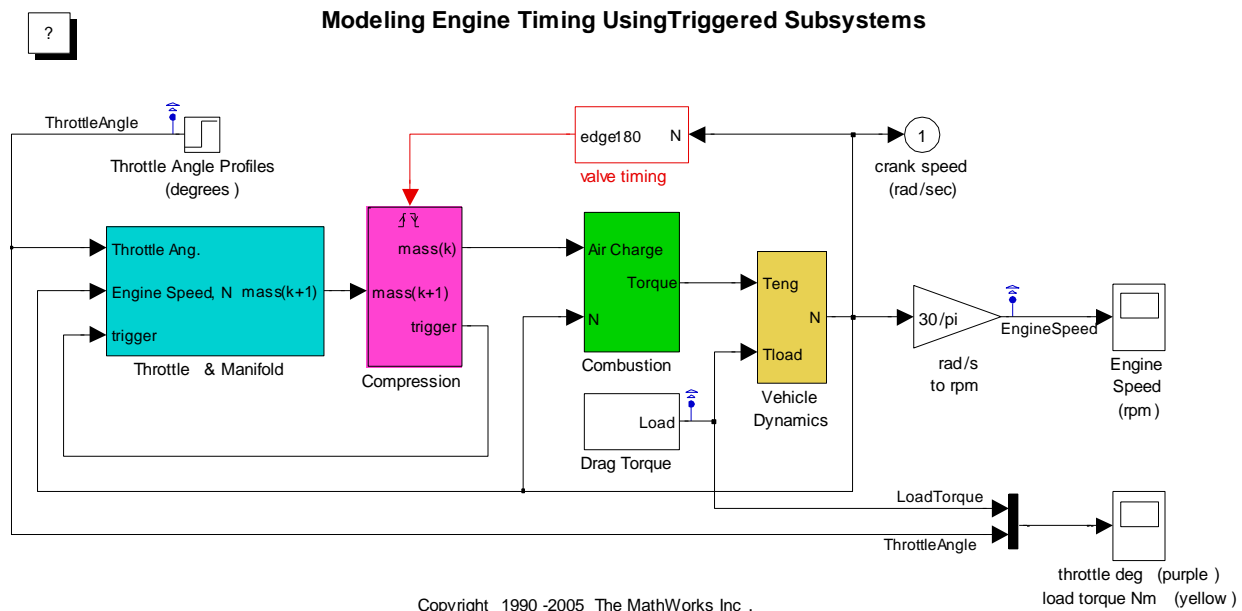 Modeling Engine Timing UsingTriggered Subsystems
?
ThrottleAngle
Throttle Angle Profiles
(degrees )
edge180 N
valve timing
1
crank speed
(rad/sec)
Throttle Ang.
Engine Speed, N mass(k+1)
trigger
Throttle & Manifold
mass(k)
mass(k+1)
trigger
Compression
Air Charge
Torque
N
Combustion
Teng
N
Tload
Vehicle
Dynamics
30/pi
rad/s
to rpm
EngineSpeed
Engine
Speed
(rpm )
Load
Drag Torque
LoadTorque
ThrottleAngle
throttle deg (purple )
load torque Nm (yellow )
Copyright 1990 -2005 The MathWorks Inc .